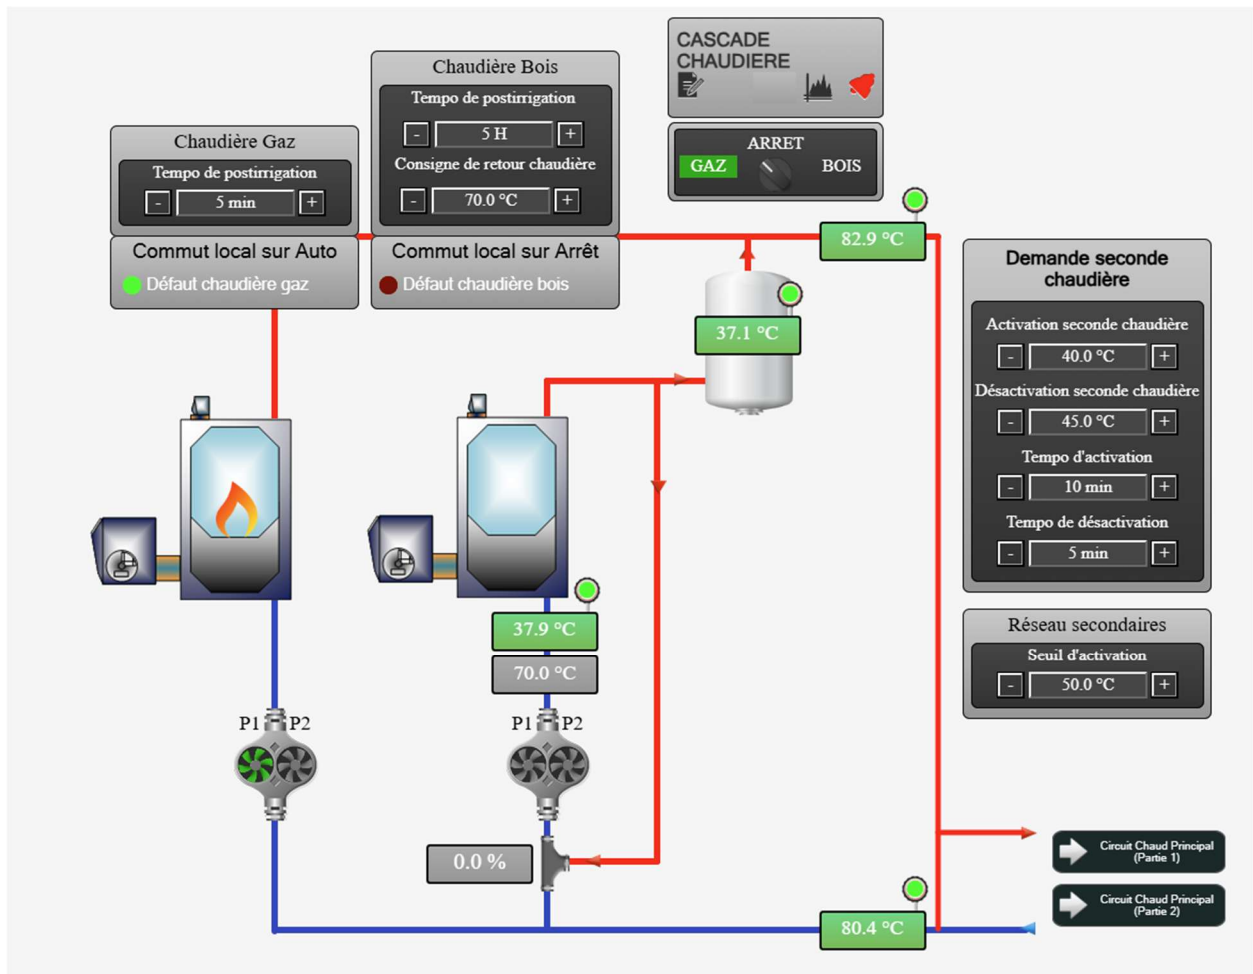 CASCADE
CHAUDIERE
ARRET
GAZ
BOIS
Chaudière Bois
Tempo de postirrigation
- 5 H +
Consigne de retour chaudière
- 70.0 °C +
Commut local sur Arrêt
Défaut chaudière bois
Chaudière Gaz
Tempo de postirrigation
- 5 min +
Commut local sur Auto
Défaut chaudière gaz
82.9 °C
37.1 °C
Demande seconde
chaudière
Activation seconde chaudière
- 40.0 °C +
Désactivation seconde chaudière
- 45.0 °C +
Tempo d'activation
- 10 min +
Tempo de désactivation
- 5 min +
Réseau secondaires
Seuil d'activation
- 50.0 °C +
37.9 °C
70.0 °C
P1 P2
P1 P2
0.0 %
80.4 °C
Circuit Chaud Principal
(Partie 1)
Circuit Chaud Principal
(Partie 2)